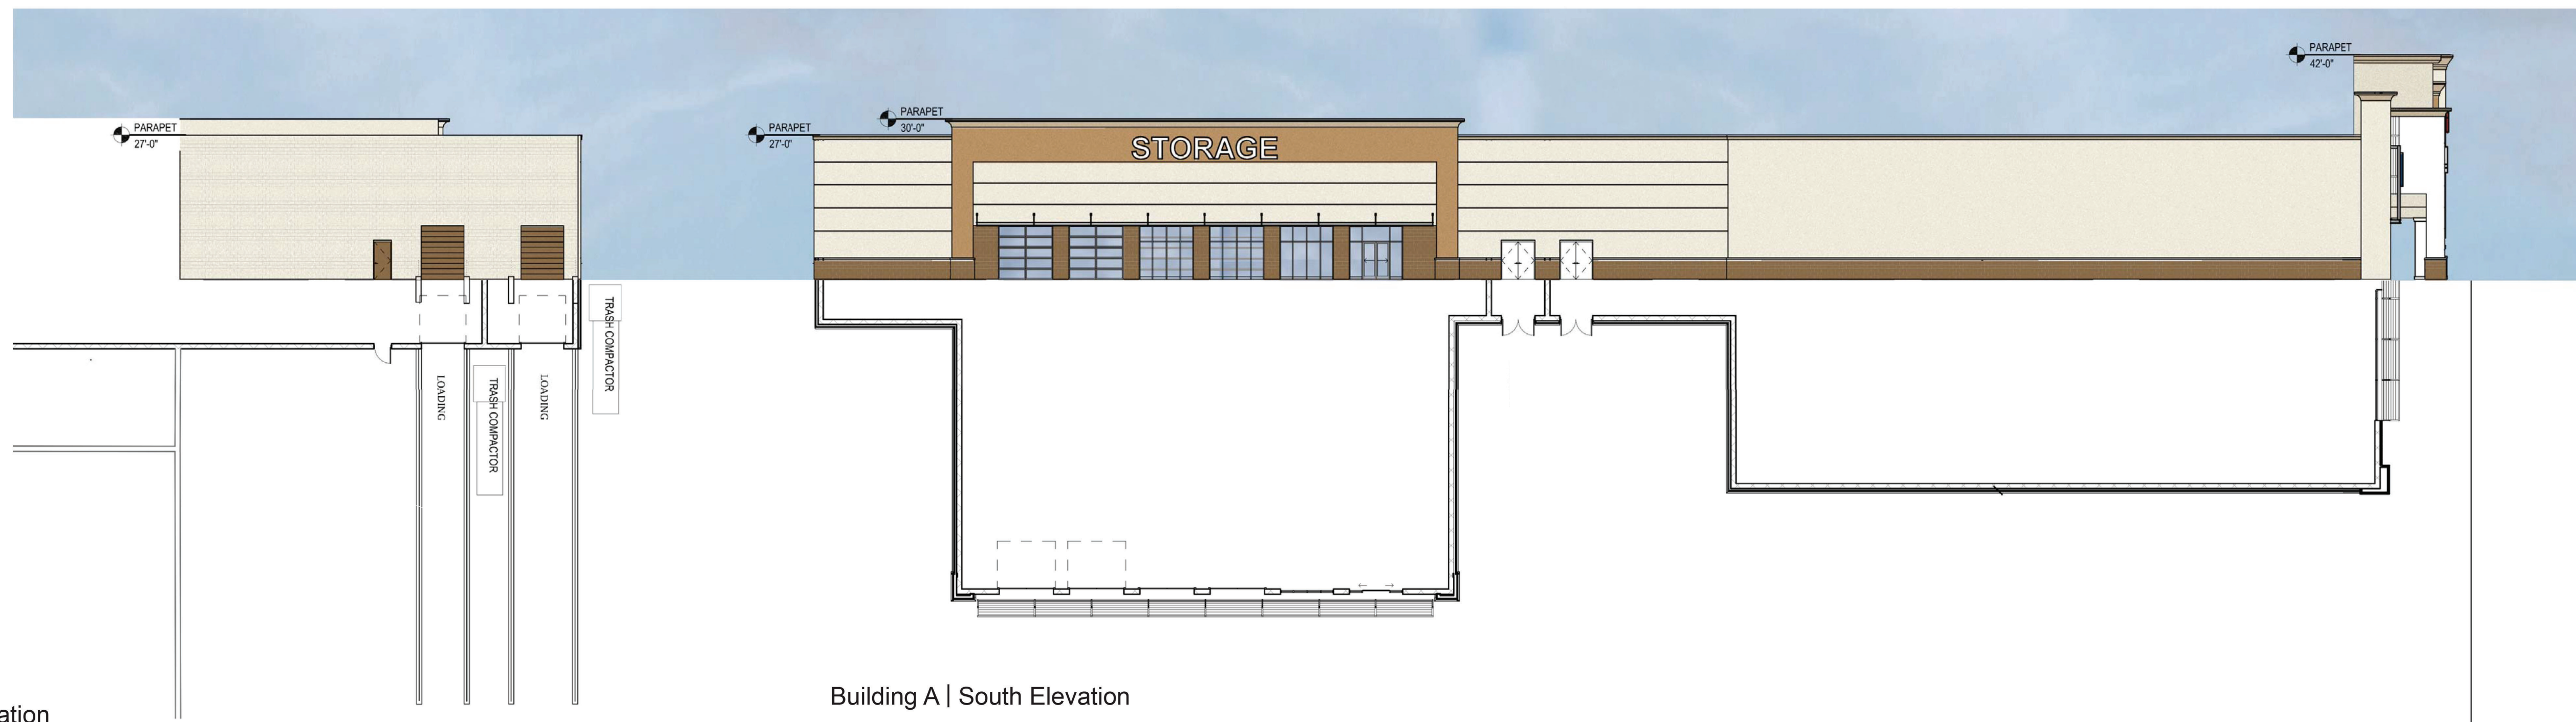 PARAPET
42'-0"
PARAPET
30'-0"
PARAPET
27'-0"
PARAPET
27'-0"
STORAGE
TRASH COMPACTOR
LOADING
TRASH COMPACTOR
LOADING
Building A | South Elevation
ation